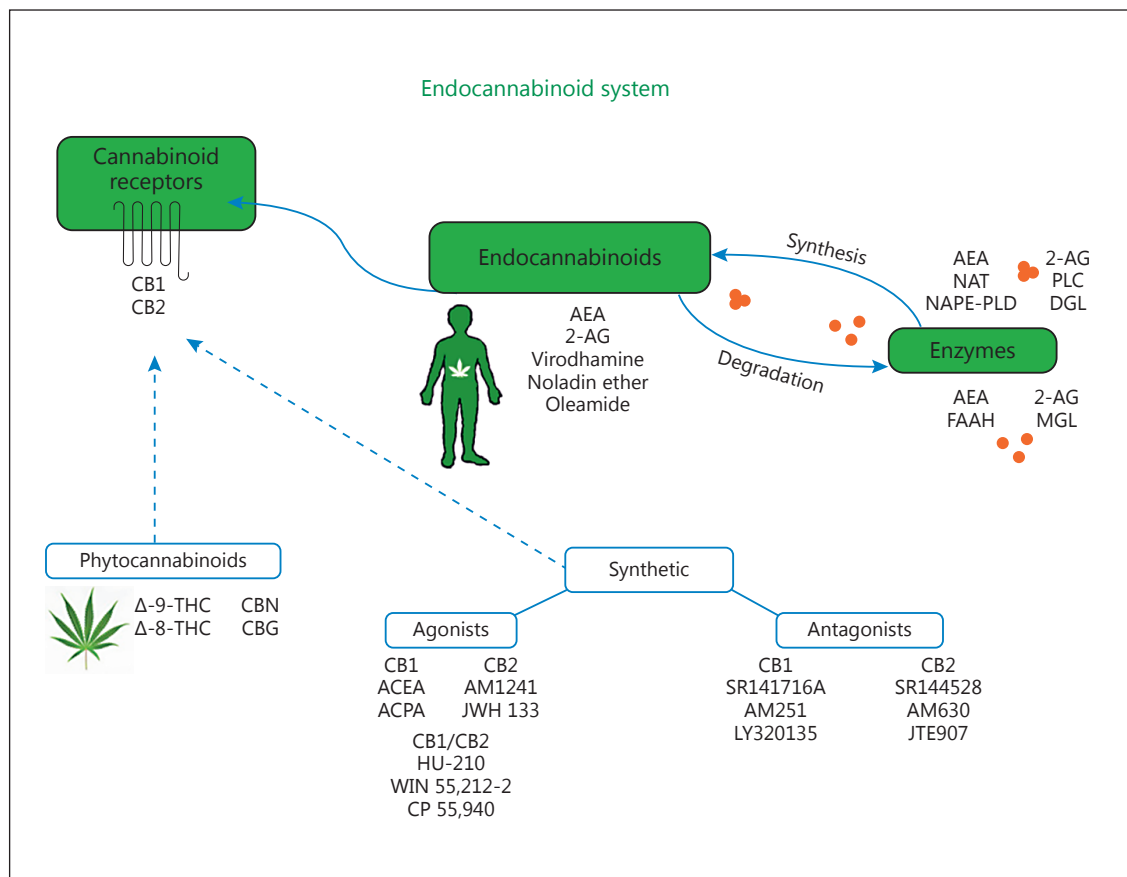 Endocannabinoid system
Cannabinoid
receptors
CB1
CB2
Endocannabinoids
AEA
2-AG
Virodhamine
Noladin ether
Oleamide
Synthesis
Degradation
AEA 2-AG
NAT PLC
NAPE-PLD DGL
Enzymes
AEA 2-AG
FAAH MGL
Phytocannabinoids
Δ-9-THC CBN
Δ-8-THC CBG
Synthetic
Agonists
CB1 CB2
ACEA AM1241
ACPA JWH 133
CB1/CB2
HU-210
WIN 55,212-2
CP 55,940
Antagonists
CB1 CB2
SR141716A SR144528
AM251 AM630
LY320135 JTE907